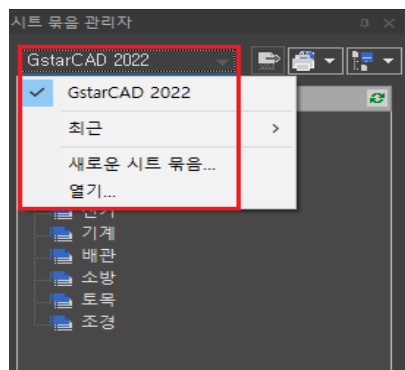 시트 묶음 관리자
GstarCAD 2022
GstarCAD 2022
최근
새로운 시트 묶음...
열기...
기계
배관
소방
토목
조경